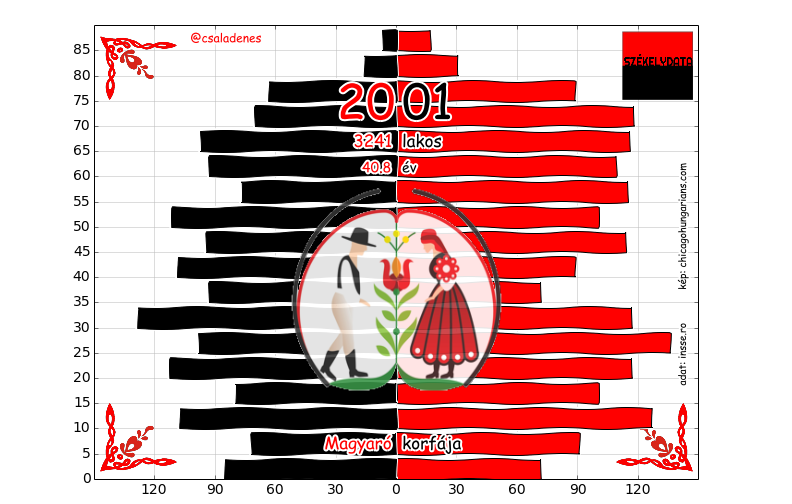 @csaladenes
SZÉKELYDATA
2001
3241 lakos
40.8 év
kép: chicagohungarians.com
adat: insse.ro
Magyaró korfája
85
80
75
70
65
60
55
50
45
40
35
30
25
20
15
10
5
0
120 90 60 30 0 30 60 90 120